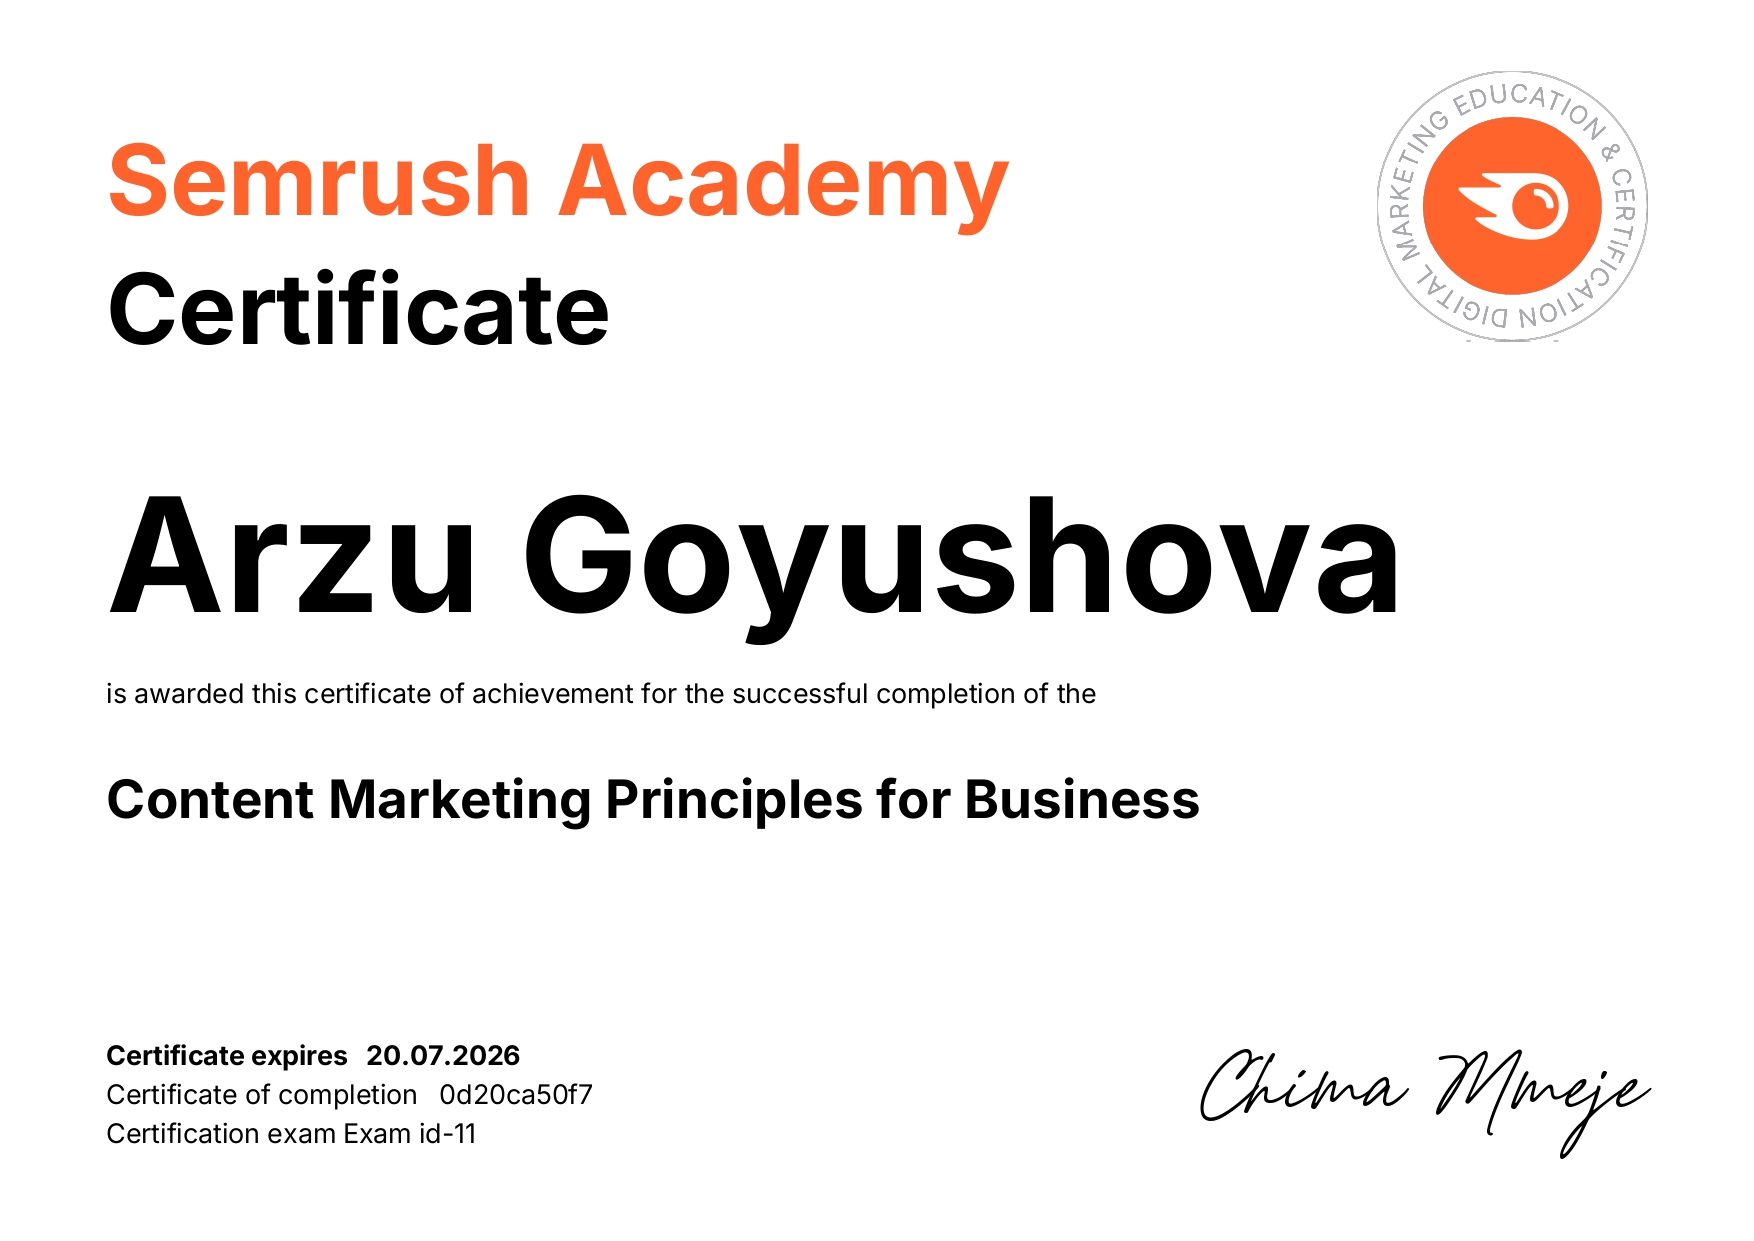 Semrush Academy
Certificate
DIGITAL MARKETING EDUCATION & CERTIFICATION
Arzu Goyushova
is awarded this certificate of achievement for the successful completion of the
Content Marketing Principles for Business
Certificate expires 20.07.2026
Certificate of completion 0d20ca50f7
Certification exam Exam id-11
Chima Mmeje